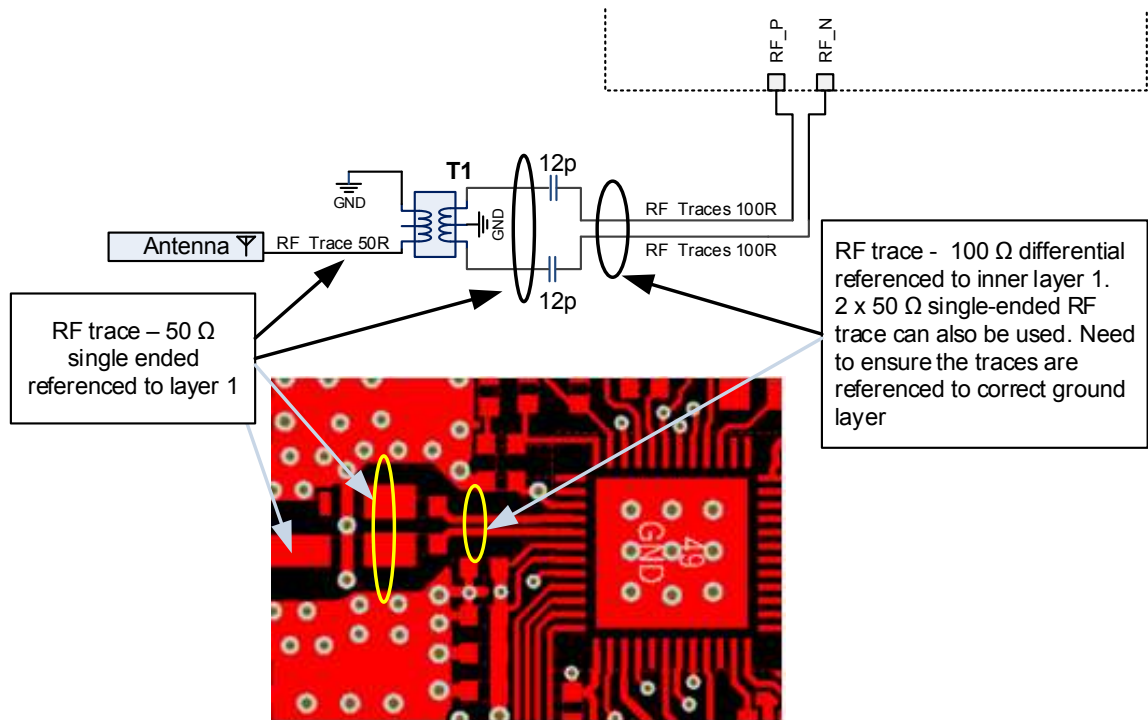 RF_P
RF_N
T1
12p
GND
GND
RF Traces 100R
Antenna
RF Trace 50R
RF Traces 100R
12p
RF trace - 100 Ω differential
referenced to inner layer 1.
2 x 50 Ω single-ended RF
trace can also be used. Need
to ensure the traces are
referenced to correct ground
layer
RF trace – 50 Ω
single ended
referenced to layer 1
49
GND